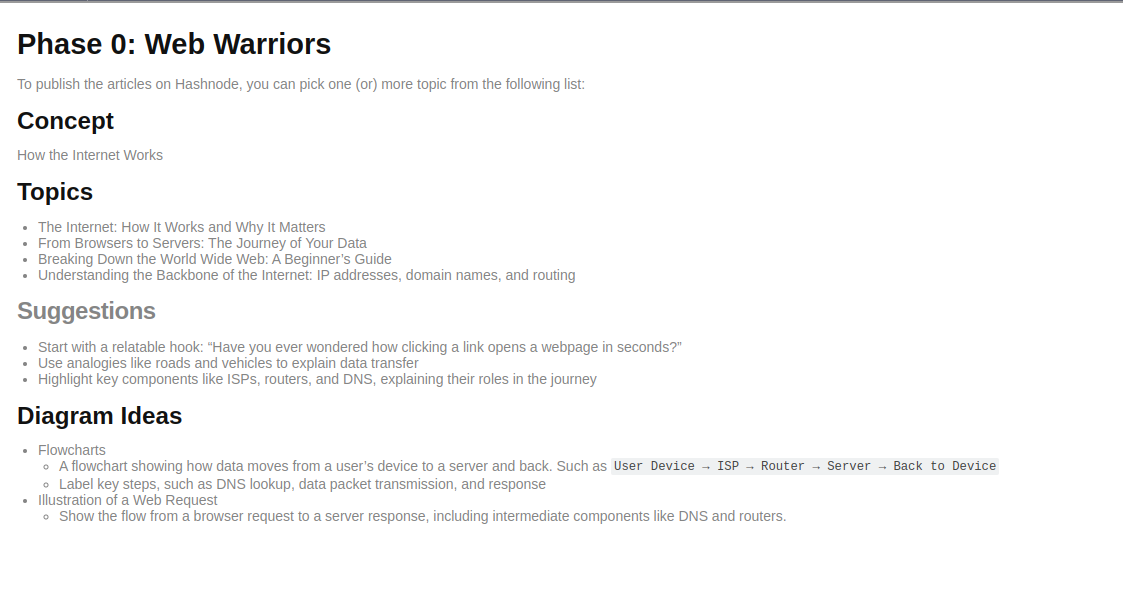 Phase 0: Web Warriors
To publish the articles on Hashnode, you can pick one (or) more topic from the following list:
Concept
How the Internet Works
Topics
• The Internet: How It Works and Why It Matters
• From Browsers to Servers: The Journey of Your Data
• Breaking Down the World Wide Web: A Beginner’s Guide
• Understanding the Backbone of the Internet: IP addresses, domain names, and routing
Suggestions
• Start with a relatable hook: “Have you ever wondered how clicking a link opens a webpage in seconds?”
• Use analogies like roads and vehicles to explain data transfer
• Highlight key components like ISPs, routers, and DNS, explaining their roles in the journey
Diagram Ideas
• Flowcharts
◦ A flowchart showing how data moves from a user’s device to a server and back. Such as User Device → ISP → Router → Server → Back to Device
◦ Label key steps, such as DNS lookup, data packet transmission, and response
• Illustration of a Web Request
◦ Show the flow from a browser request to a server response, including intermediate components like DNS and routers.